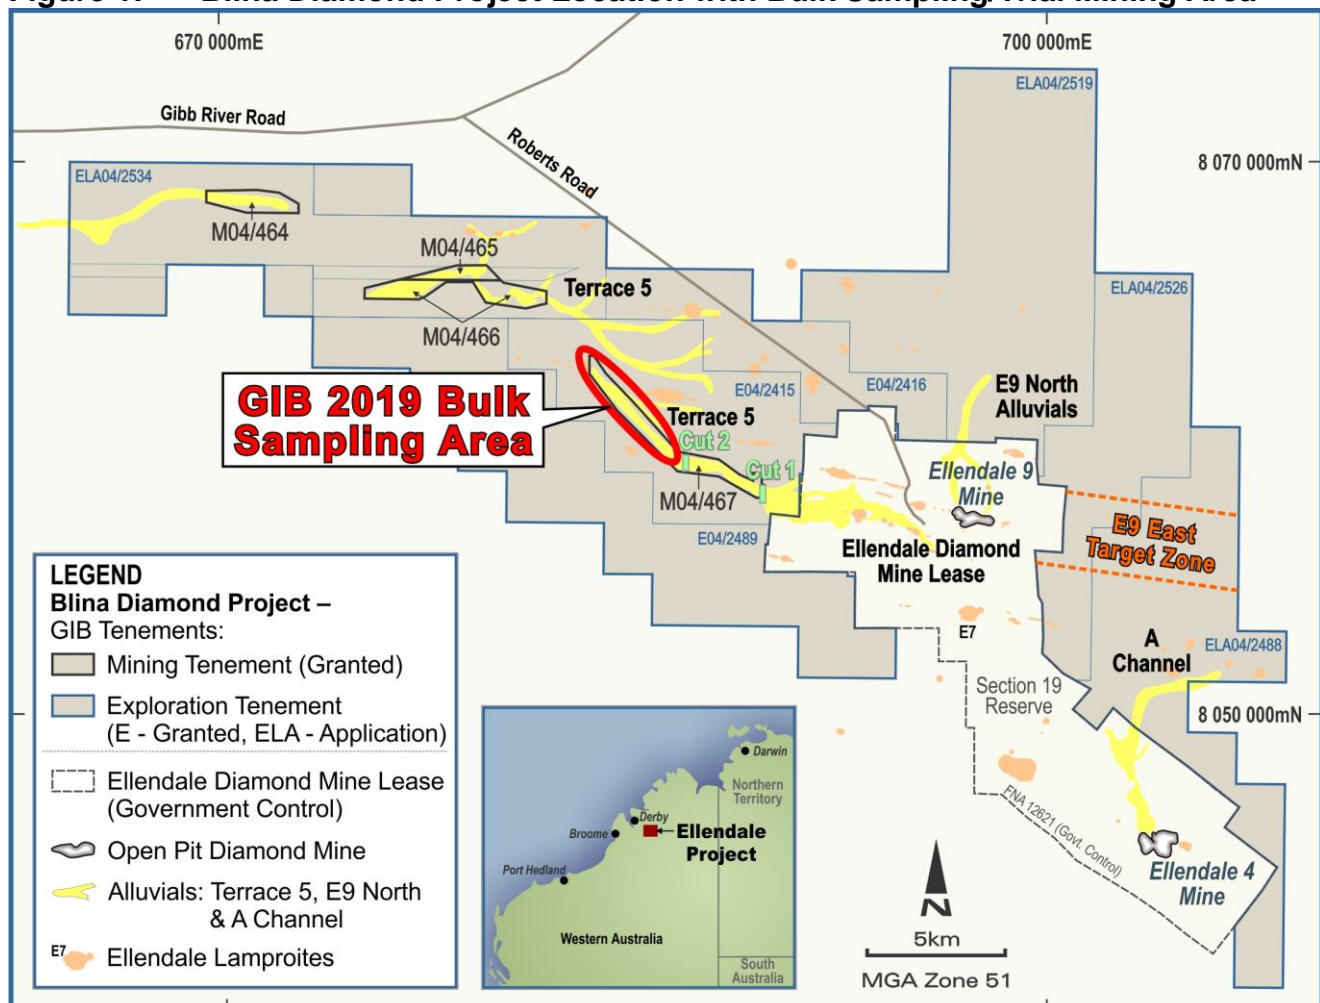 Figure 1: Blina Diamond Project Location with Bulk Sampling/Trial Mining Area
670 000mE
700 000mE
ELA04/2519
Gibb River Road
Roberts Road
8 070 000mN
ELA04/2534
M04/464
M04/465
Terrace 5
ELA04/2526
M04/466
GIB 2019 Bulk
Sampling Area
E04/2415
E04/2416
E9 North
Alluvials
Terrace 5
Cut 2
Cut 1
Ellendale 9
Mine
M04/467
E04/2489
E9 East
Target Zone
Ellendale Diamond
Mine Lease
E7
A
Channel
ELA04/2488
Section 19
Reserve
8 050 000mN
FNA 12621 (Govt. Control)
Ellendale 4
Mine
LEGEND
Blina Diamond Project –
GIB Tenements:
Mining Tenement (Granted)
Exploration Tenement
(E - Granted, ELA - Application)
Ellendale Diamond Mine Lease
(Government Control)
Open Pit Diamond Mine
Alluvials: Terrace 5, E9 North
& A Channel
E7
Ellendale Lamproites
Darwin
Northern
Territory
Derby
Broome
Ellendale
Project
Port Hedland
Western Australia
South
Australia
N
5km
MGA Zone 51